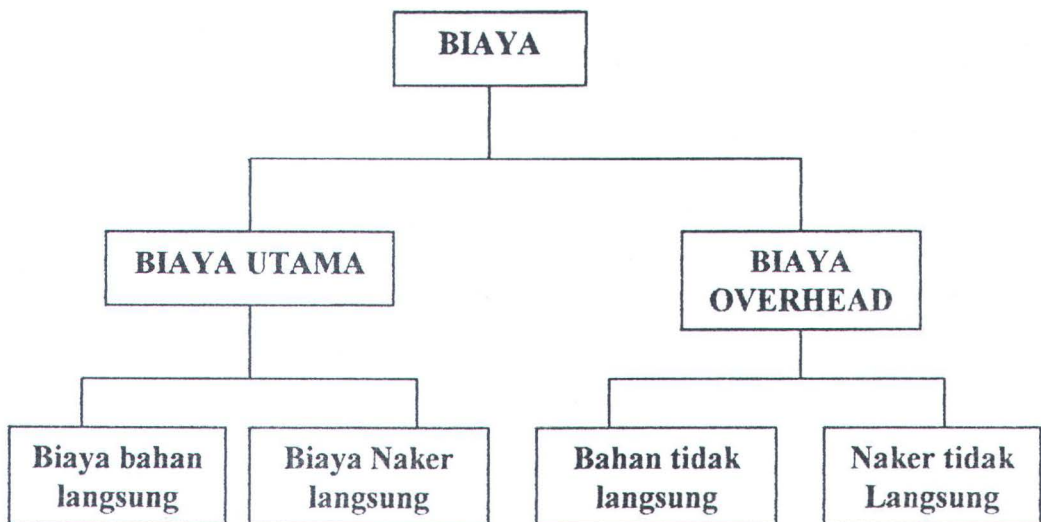 BIAYA
BIAYA UTAMA
BIAYA
OVERHEAD
Biaya bahan
langsung
Biaya Naker
langsung
Bahan tidak
langsung
Naker tidak
Langsung